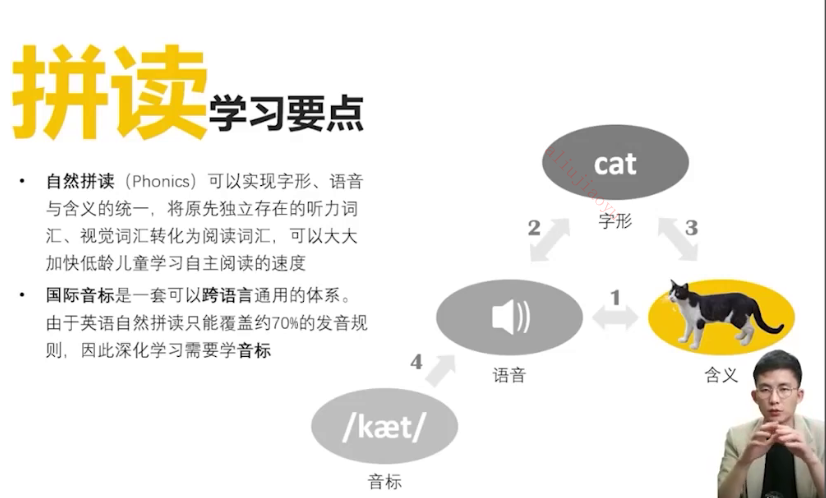 拼读学习要点
• 自然拼读（Phonics）可以实现字形、语音
与含义的统一，将原先独立存在的听力词
汇、视觉词汇转化为阅读词汇，可以大大
加快低龄儿童学习自主阅读的速度
• 国际音标是一套可以跨语言通用的体系。
由于英语自然拼读只能覆盖约70%的发音规
则，因此深化学习需要学音标
cat
字形
2
3
1
语音
含义
4
/kæt/
音标